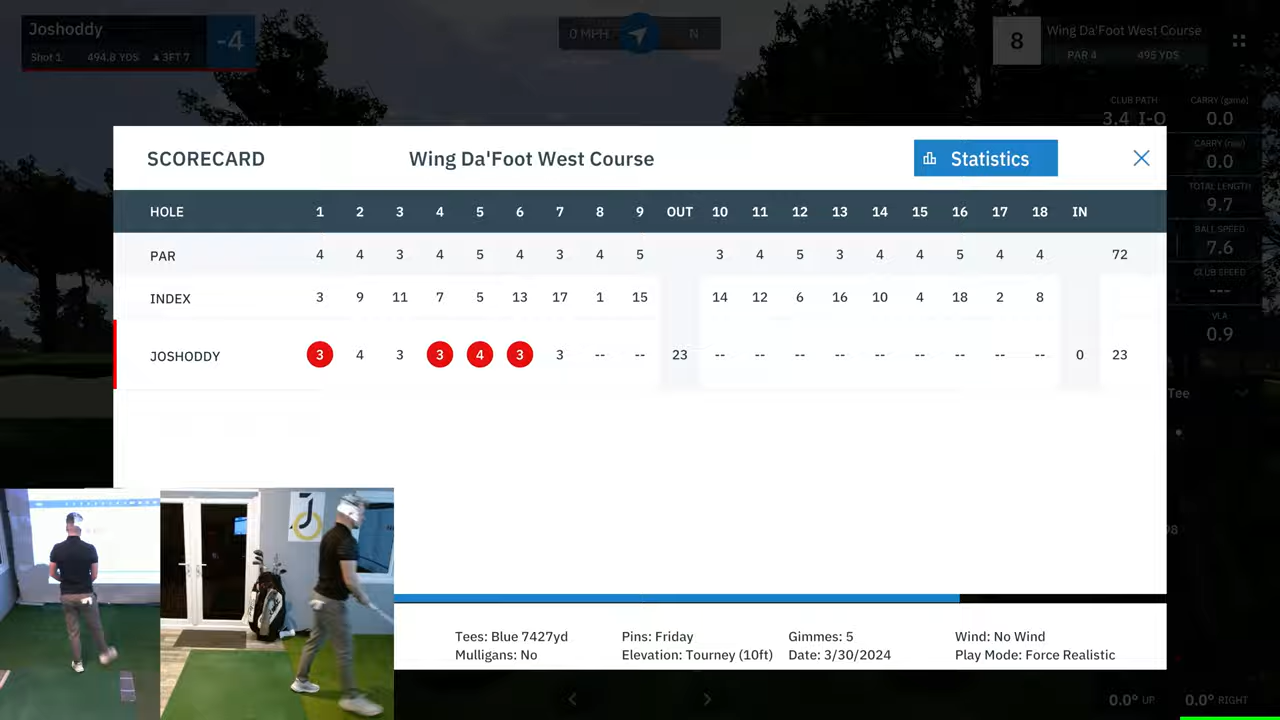 Joshoddy
-4
Shot 1 494.8 YDS ▲3FT 7
0 MPH N
8
Wing Da'Foot West Course
PAR 4 495 YDS
CLUB PATH CARRY (game)
3.4 I-O 0.0
0.0
TOTAL LENGTH
9.7
BALL SPEED
7.6
CLUB SPEED
---
VLA
0.9
SCORECARD Wing Da'Foot West Course Statistics
HOLE 1 2 3 4 5 6 7 8 9 OUT 10 11 12 13 14 15 16 17 18 IN
PAR 4 4 3 4 5 4 3 4 5 3 4 5 3 4 4 5 4 4 72
INDEX 3 9 11 7 5 13 17 1 15 14 12 6 16 10 4 18 2 8
JOSHODDY 3 4 3 3 4 3 3 -- -- 23 -- -- -- -- -- -- -- -- -- 0 23
Tee
Tees: Blue 7427yd Pins: Friday Gimmes: 5 Wind: No Wind
Mulligans: No Elevation: Tourney (10ft) Date: 3/30/2024 Play Mode: Force Realistic
0.0° UP 0.0° RIGHT